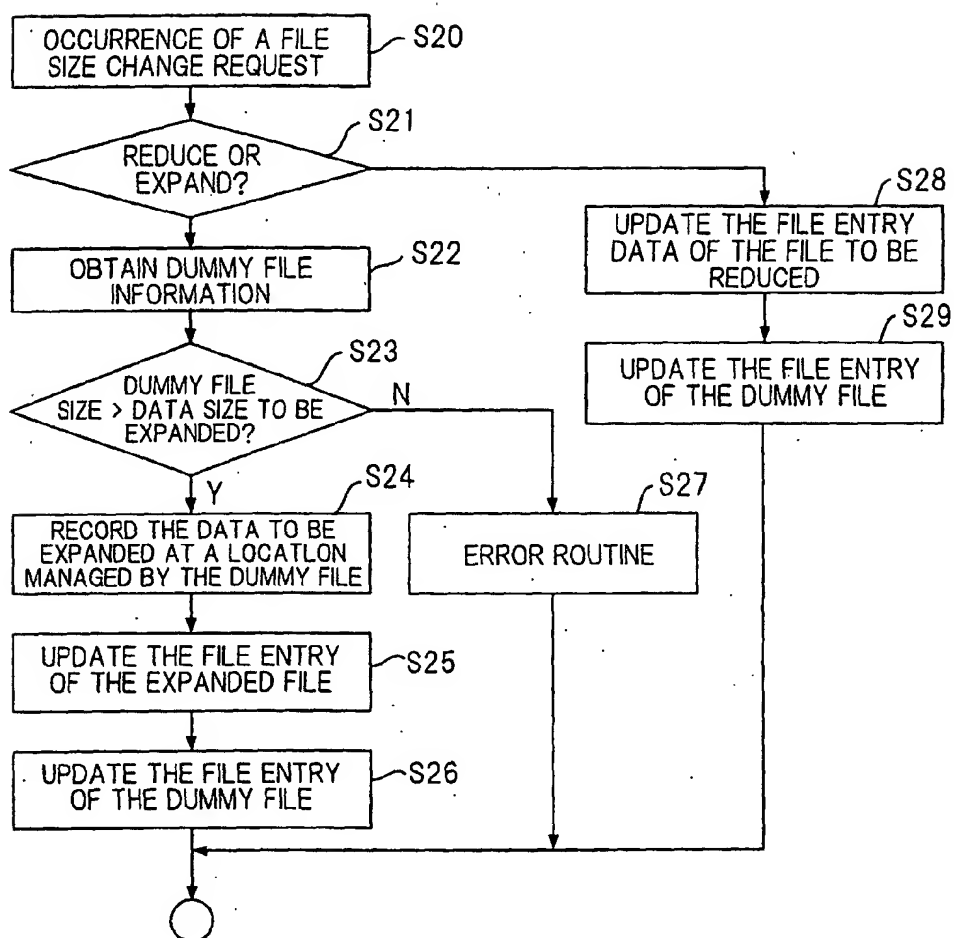 OCCURRENCE OF A FILE
SIZE CHANGE REQUEST
S20
S21
REDUCE OR
EXPAND?
S28
UPDATE THE FILE ENTRY
DATA OF THE FILE TO BE
REDUCED
S22
OBTAIN DUMMY FILE
INFORMATION
S29
UPDATE THE FILE ENTRY
OF THE DUMMY FILE
S23
DUMMY FILE
SIZE > DATA SIZE TO BE
EXPANDED?
N
Y
S24
RECORD THE DATA TO BE
EXPANDED AT A LOCATLON
MANAGED BY THE DUMMY FILE
S27
ERROR ROUTINE
UPDATE THE FILE ENTRY
OF THE EXPANDED FILE
S25
UPDATE THE FILE ENTRY
OF THE DUMMY FILE
S26